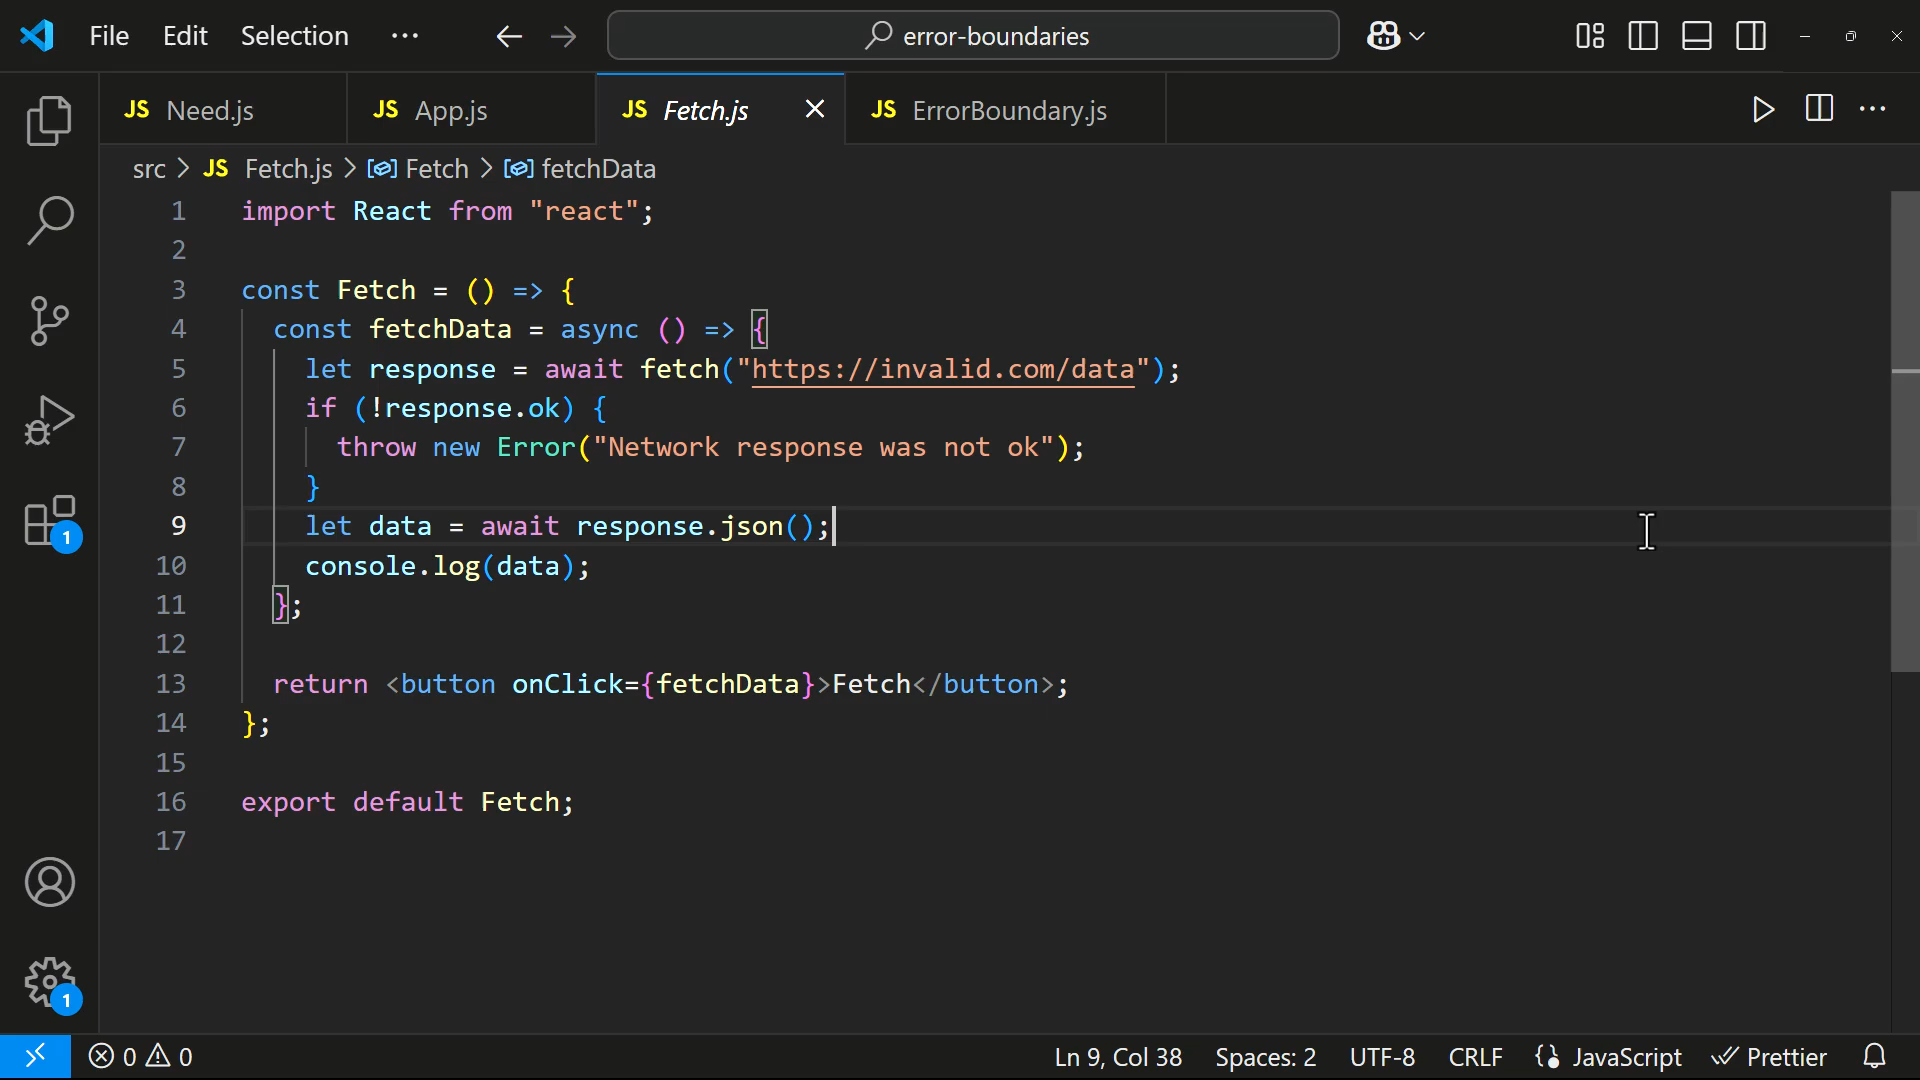 File Edit Selection ··· error-boundaries
JS Need.js JS App.js JS Fetch.js JS ErrorBoundary.js
src > JS Fetch.js > Fetch > fetchData
1 import React from "react";
2
3 const Fetch = () => {
4 const fetchData = async () => {
5 let response = await fetch("https://invalid.com/data");
6 if (!response.ok) {
7 throw new Error("Network response was not ok");
8 }
9 let data = await response.json();
10 console.log(data);
11 };
12
13 return <button onClick={fetchData}>Fetch</button>;
14 };
15
16 export default Fetch;
17
1
1
0 0 Ln 9, Col 38 Spaces: 2 UTF-8 CRLF JavaScript Prettier